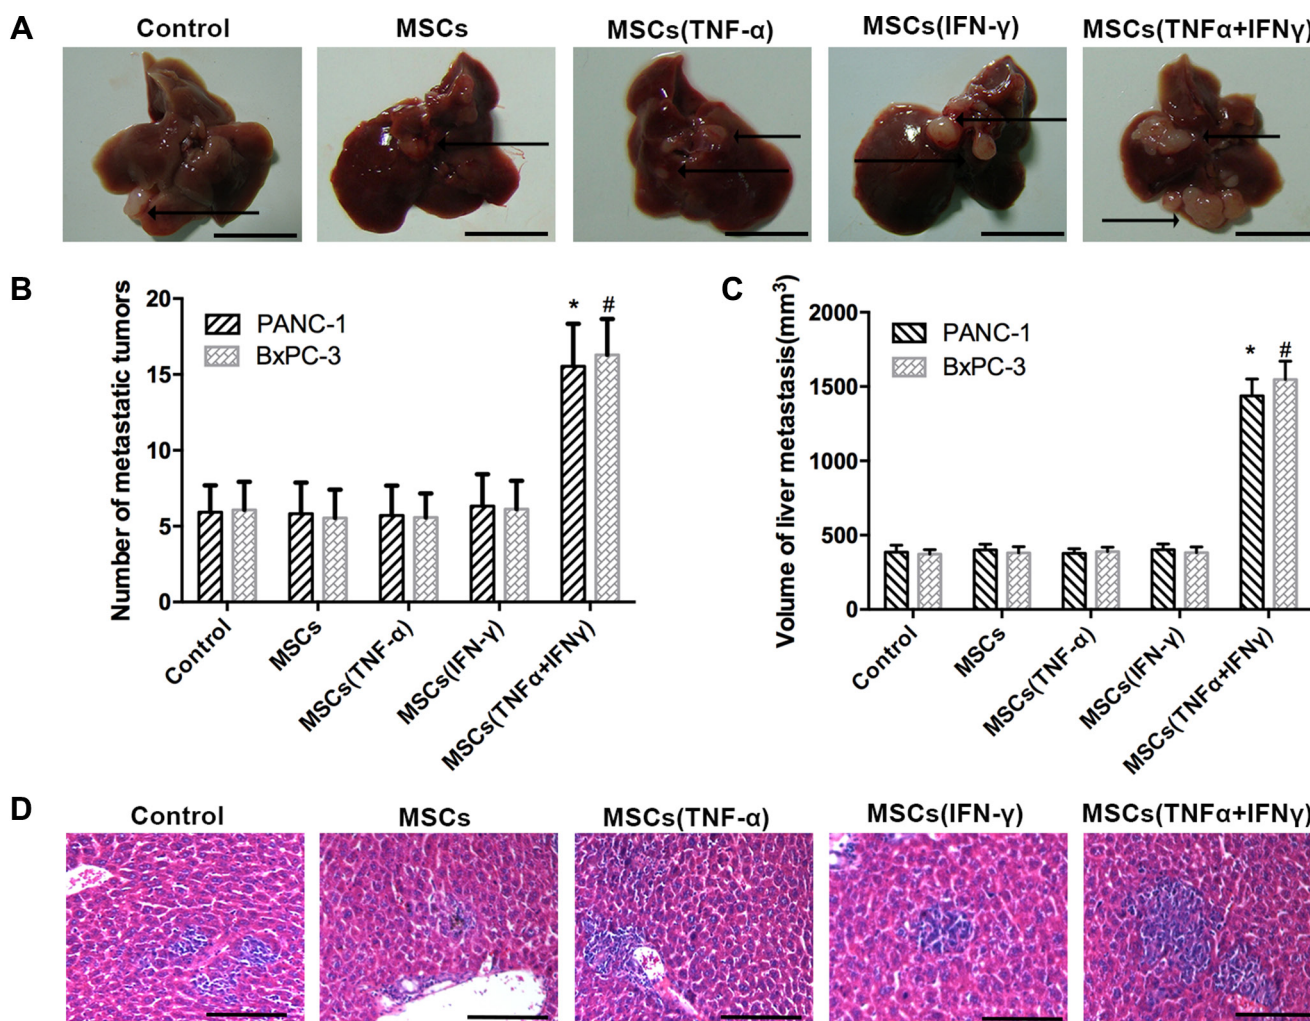 A
Control
MSCs
MSCs(TNF-α)
MSCs(IFN-γ)
MSCs(TNFα+IFNγ)
B
Number of metastatic tumors
20
15
10
5
0
PANC-1
BxPC-3
*
#
Control
MSCs
MSCs(TNF-α)
MSCs(IFN-γ)
MSCs(TNFα+IFNγ)
C
Volume of liver metastasis(mm³)
2000
1500
1000
500
0
PANC-1
BxPC-3
*
#
Control
MSCs
MSCs(TNF-α)
MSCs(IFN-γ)
MSCs(TNFα+IFNγ)
D
Control
MSCs
MSCs(TNF-α)
MSCs(IFN-γ)
MSCs(TNFα+IFNγ)